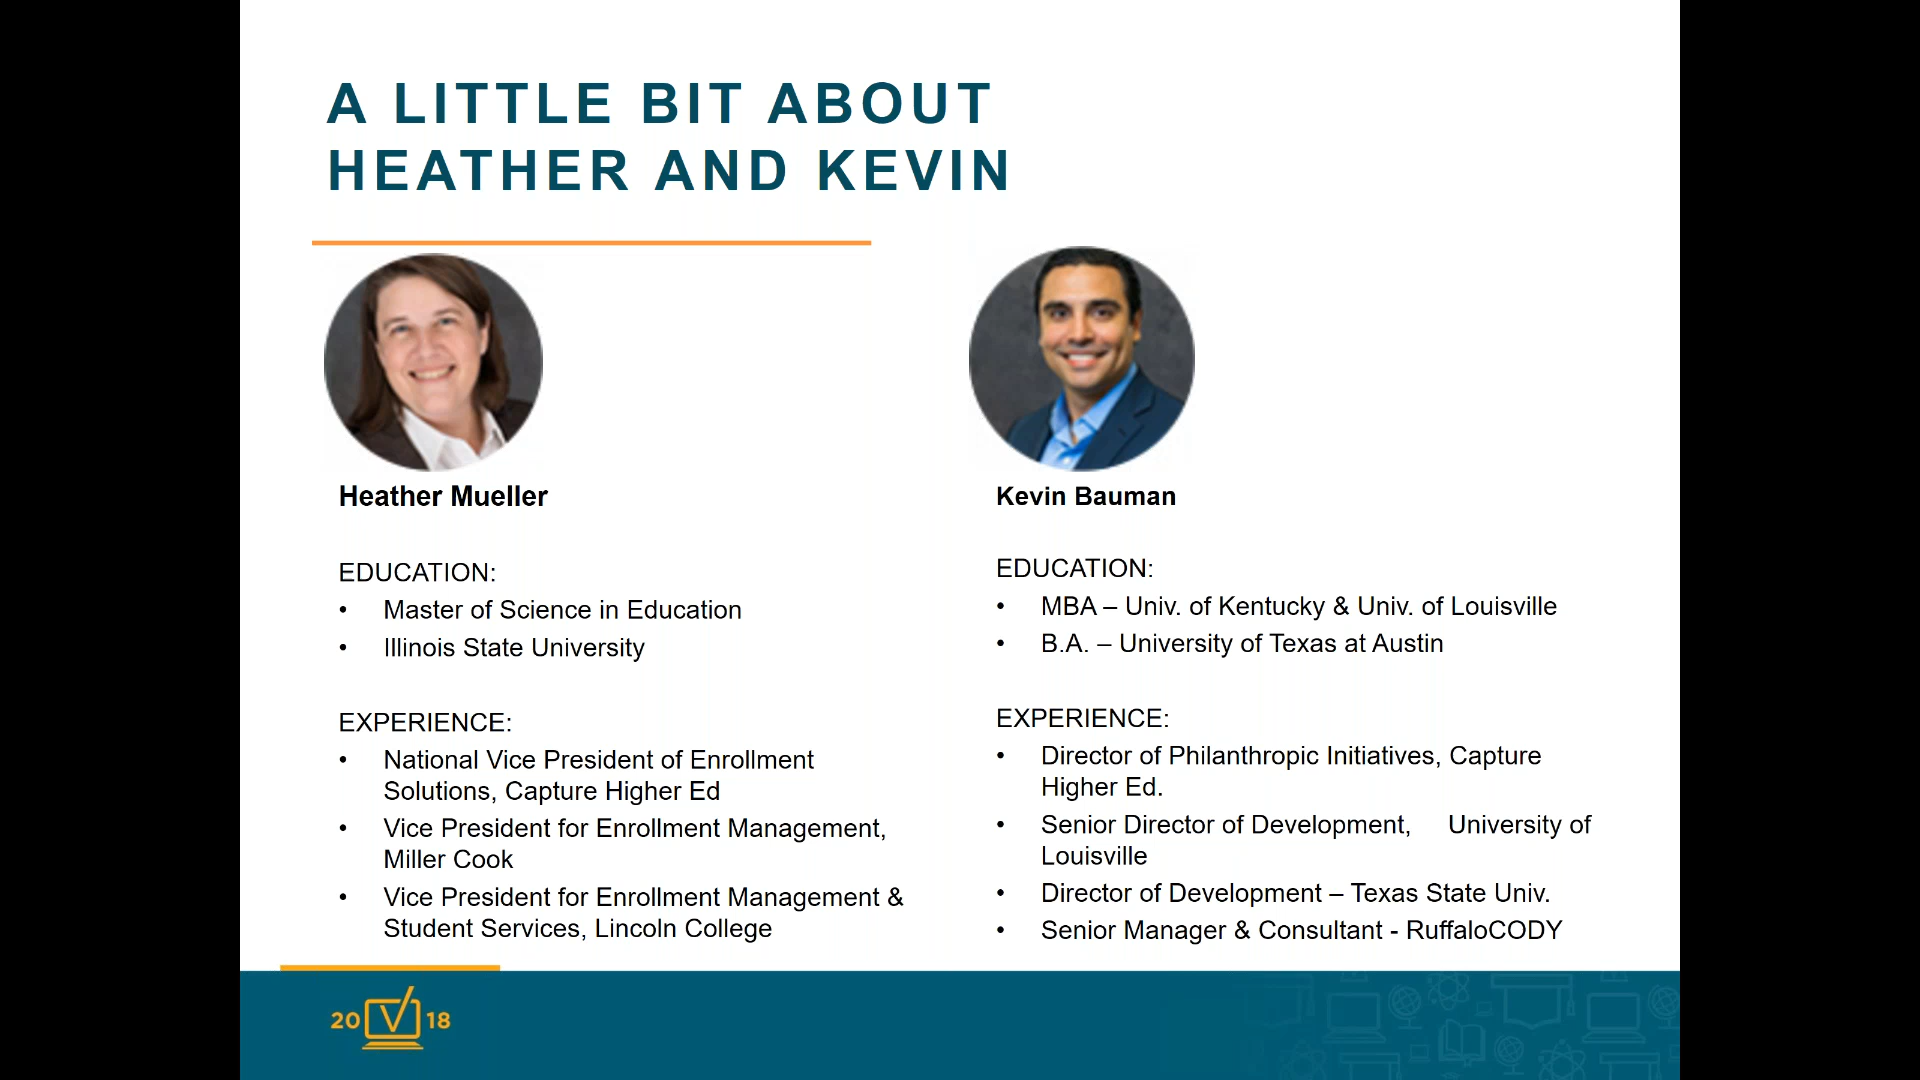 A LITTLE BIT ABOUT
HEATHER AND KEVIN
Heather Mueller
EDUCATION:
• Master of Science in Education
• Illinois State University
EXPERIENCE:
• National Vice President of Enrollment
Solutions, Capture Higher Ed
• Vice President for Enrollment Management,
Miller Cook
• Vice President for Enrollment Management &
Student Services, Lincoln College
Kevin Bauman
EDUCATION:
• MBA – Univ. of Kentucky & Univ. of Louisville
• B.A. – University of Texas at Austin
EXPERIENCE:
• Director of Philanthropic Initiatives, Capture
Higher Ed.
• Senior Director of Development, University of
Louisville
• Director of Development – Texas State Univ.
• Senior Manager & Consultant - RuffaloCODY
20 V 18